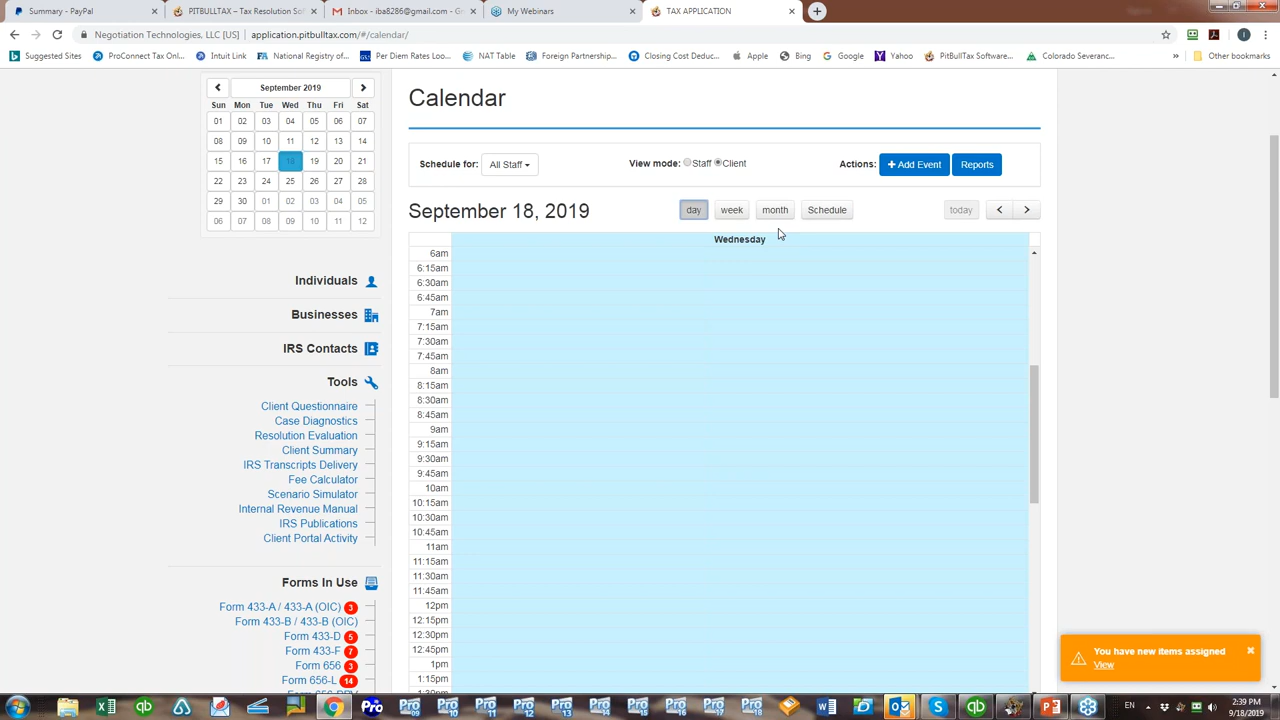 Summary - PayPal
PITBULLTAX – Tax Resolution Sof
Inbox - iba8286@gmail.com - G
My Webinars
TAX APPLICATION
Negotiation Technologies, LLC [US] | application.pitbulltax.com/#/calendar/
Suggested Sites ProConnect Tax Onl... Intuit Link National Registry of... Per Diem Rates Loo... NAT Table Foreign Partnership... Closing Cost Deduc... Apple Bing Google Yahoo PitBullTax Software... Colorado Severanc... » Other bookmarks
September 2019
Sun Mon Tue Wed Thu Fri Sat
01 02 03 04 05 06 07
08 09 10 11 12 13 14
15 16 17 18 19 20 21
22 23 24 25 26 27 28
29 30 01 02 03 04 05
06 07 08 09 10 11 12
Individuals
Businesses
IRS Contacts
Tools
Client Questionnaire
Case Diagnostics
Resolution Evaluation
Client Summary
IRS Transcripts Delivery
Fee Calculator
Scenario Simulator
Internal Revenue Manual
IRS Publications
Client Portal Activity
Forms In Use
Form 433-A / 433-A (OIC) 3
Form 433-B / 433-B (OIC)
Form 433-D 5
Form 433-F 7
Form 656 3
Form 656-L 14
Calendar
Schedule for: All Staff View mode: Staff Client Actions: + Add Event Reports
September 18, 2019 day week month Schedule today
Wednesday
6am
6:15am
6:30am
6:45am
7am
7:15am
7:30am
7:45am
8am
8:15am
8:30am
8:45am
9am
9:15am
9:30am
9:45am
10am
10:15am
10:30am
10:45am
11am
11:15am
11:30am
11:45am
12pm
12:15pm
12:30pm
12:45pm
1pm
1:15pm
You have new items assigned
View
2:39 PM
9/18/2019